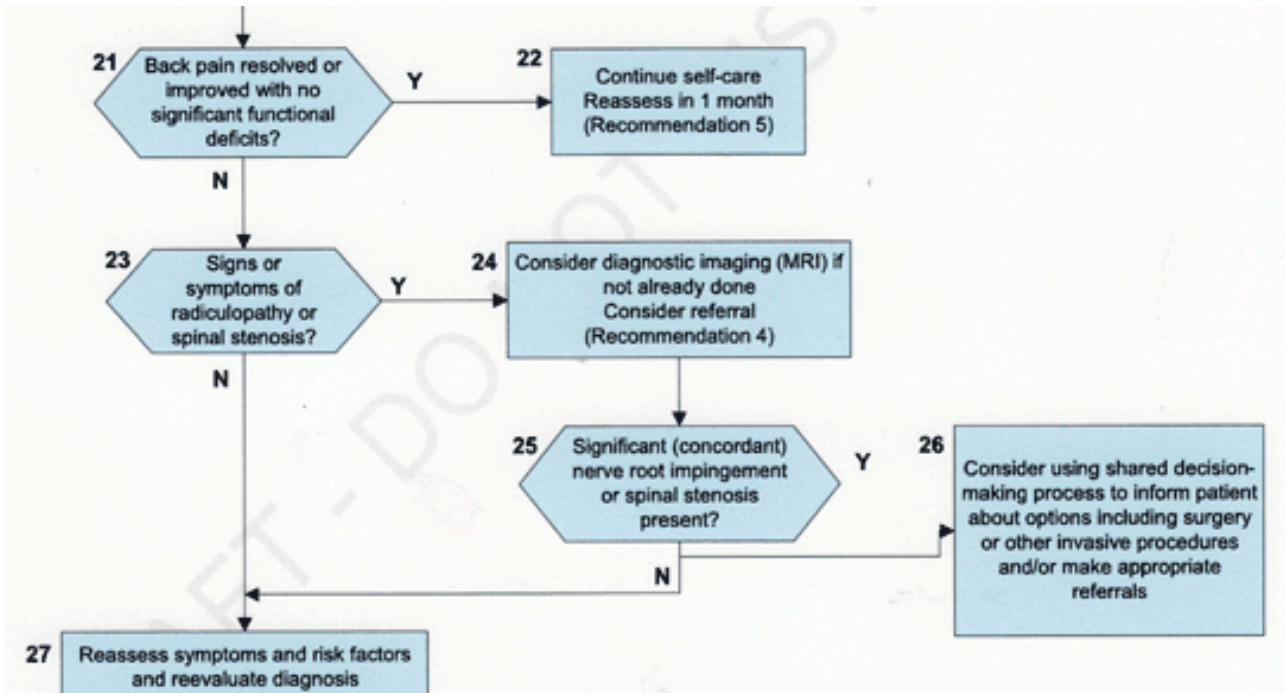 21
Back pain resolved or
improved with no
significant functional
deficits?
Y
22
Continue self-care
Reassess in 1 month
(Recommendation 5)
N
23
Signs or
symptoms of
radiculopathy or
spinal stenosis?
Y
24
Consider diagnostic imaging (MRI) if
not already done
Consider referral
(Recommendation 4)
N
25
Significant (concordant)
nerve root impingement
or spinal stenosis
present?
Y
26
Consider using shared decision-
making process to inform patient
about options including surgery
or other invasive procedures
and/or make appropriate
referrals
N
27
Reassess symptoms and risk factors
and reevaluate diagnosis